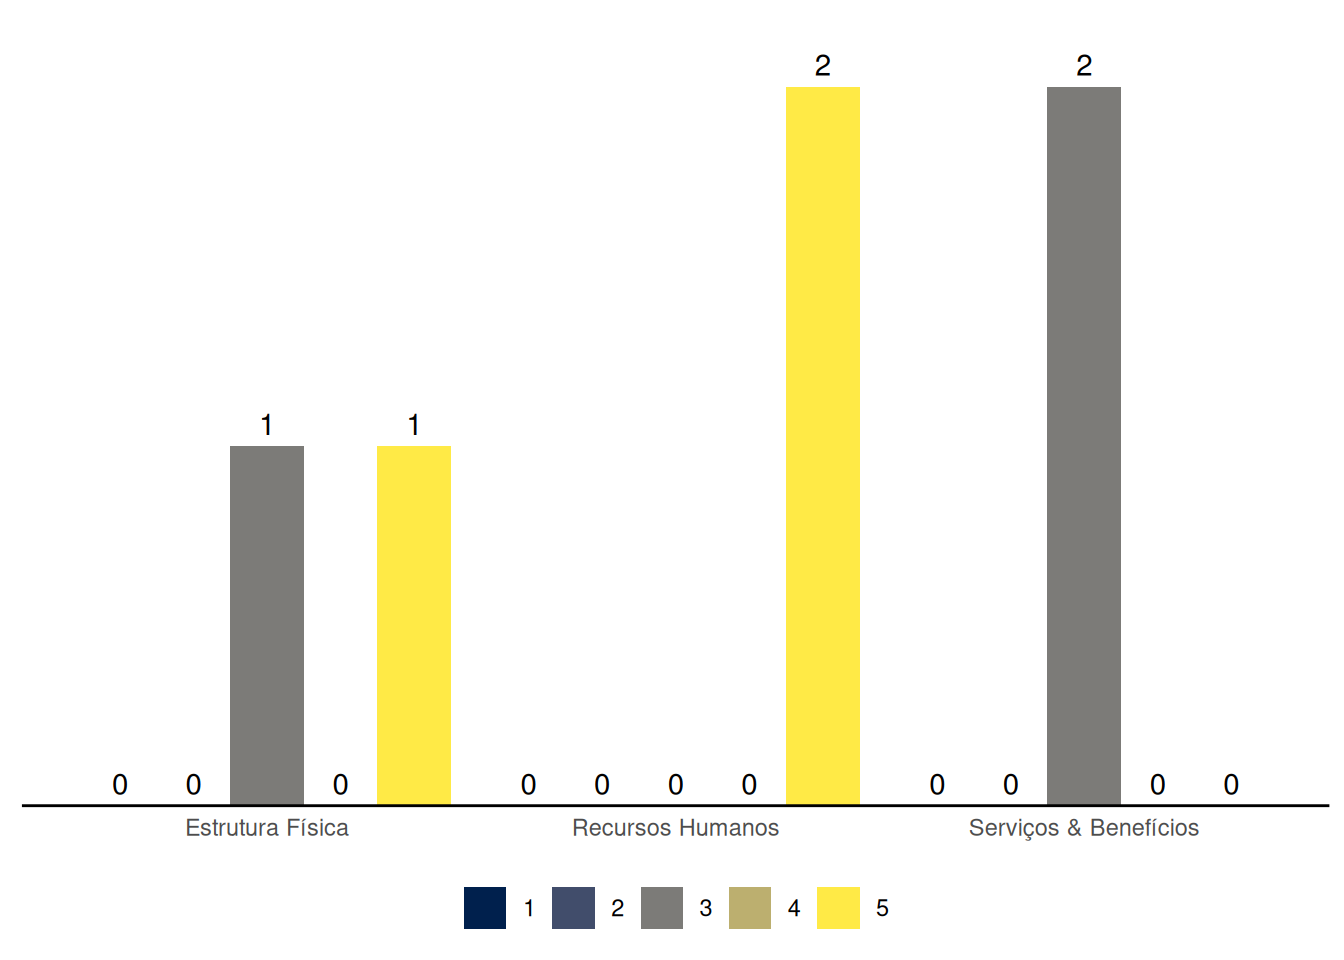 2 2
1 1
0 0 0 0 0 0 0 0 0 0 0
Estrutura Física Recursos Humanos Serviços & Benefícios
1 2 3 4 5